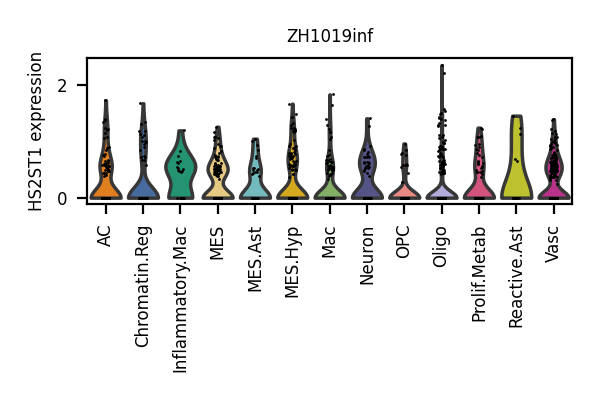 ZH1019inf
HS2ST1 expression
2
0
AC
Chromatin.Reg
Inflammatory.Mac
MES
MES.Ast
MES.Hyp
Mac
Neuron
OPC
Oligo
Prolif.Metab
Reactive.Ast
Vasc